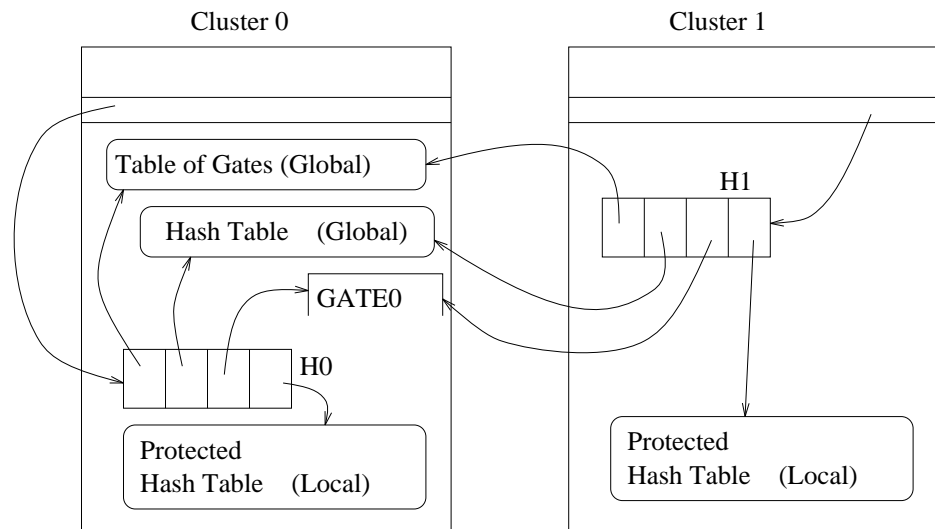 Cluster 0
Cluster 1
Table of Gates (Global)
H1
Hash Table (Global)
GATE0
H0
Protected
Hash Table (Local)
Protected
Hash Table (Local)